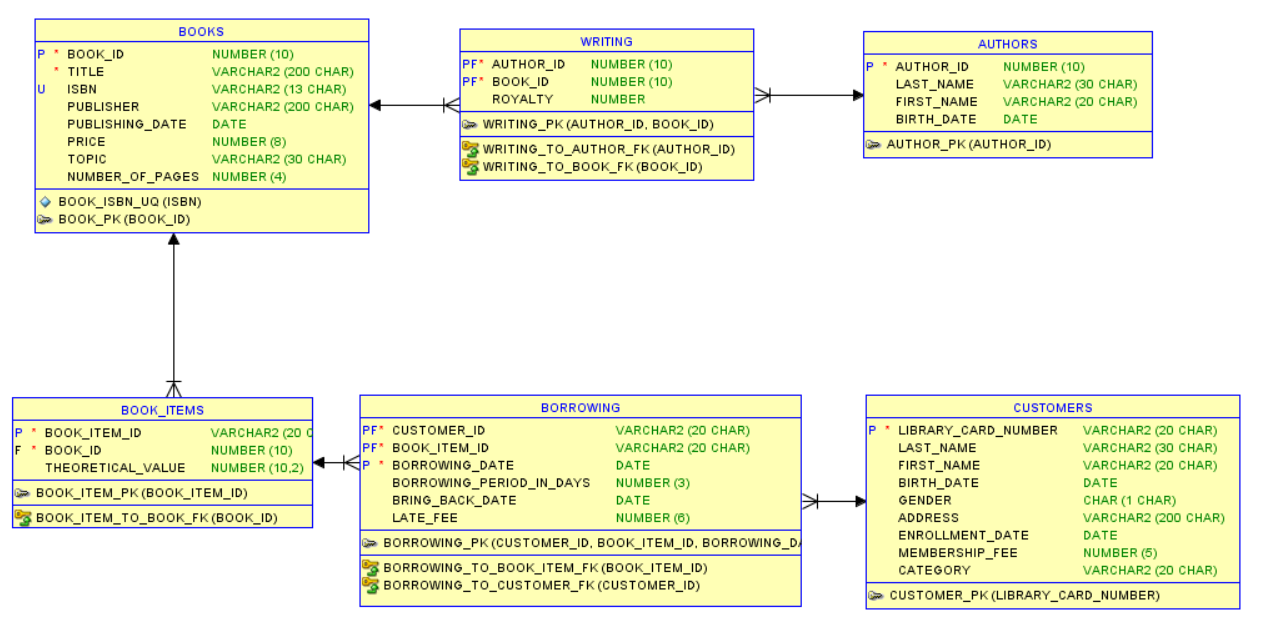 BOOKS
P * BOOK_ID NUMBER (10)
* TITLE VARCHAR2 (200 CHAR)
U ISBN VARCHAR2 (13 CHAR)
PUBLISHER VARCHAR2 (200 CHAR)
PUBLISHING_DATE DATE
PRICE NUMBER (8)
TOPIC VARCHAR2 (30 CHAR)
NUMBER_OF_PAGES NUMBER (4)
BOOK_ISBN_UQ (ISBN)
BOOK_PK (BOOK_ID)
WRITING
PF* AUTHOR_ID NUMBER (10)
PF* BOOK_ID NUMBER (10)
ROYALTY NUMBER
WRITING_PK (AUTHOR_ID, BOOK_ID)
WRITING_TO_AUTHOR_FK (AUTHOR_ID)
WRITING_TO_BOOK_FK (BOOK_ID)
AUTHORS
P * AUTHOR_ID NUMBER (10)
LAST_NAME VARCHAR2 (30 CHAR)
FIRST_NAME VARCHAR2 (20 CHAR)
BIRTH_DATE DATE
AUTHOR_PK (AUTHOR_ID)
BOOK_ITEMS
P * BOOK_ITEM_ID VARCHAR2 (20 C
F * BOOK_ID NUMBER (10)
THEORETICAL_VALUE NUMBER (10,2)
BOOK_ITEM_PK (BOOK_ITEM_ID)
BOOK_ITEM_TO_BOOK_FK (BOOK_ID)
BORROWING
PF* CUSTOMER_ID VARCHAR2 (20 CHAR)
PF* BOOK_ITEM_ID VARCHAR2 (20 CHAR)
P * BORROWING_DATE DATE
BORROWING_PERIOD_IN_DAYS NUMBER (3)
BRING_BACK_DATE DATE
LATE_FEE NUMBER (6)
BORROWING_PK (CUSTOMER_ID, BOOK_ITEM_ID, BORROWING_DA
BORROWING_TO_BOOK_ITEM_FK (BOOK_ITEM_ID)
BORROWING_TO_CUSTOMER_FK (CUSTOMER_ID)
CUSTOMERS
P * LIBRARY_CARD_NUMBER VARCHAR2 (20 CHAR)
LAST_NAME VARCHAR2 (30 CHAR)
FIRST_NAME VARCHAR2 (20 CHAR)
BIRTH_DATE DATE
GENDER CHAR (1 CHAR)
ADDRESS VARCHAR2 (200 CHAR)
ENROLLMENT_DATE DATE
MEMBERSHIP_FEE NUMBER (5)
CATEGORY VARCHAR2 (20 CHAR)
CUSTOMER_PK (LIBRARY_CARD_NUMBER)